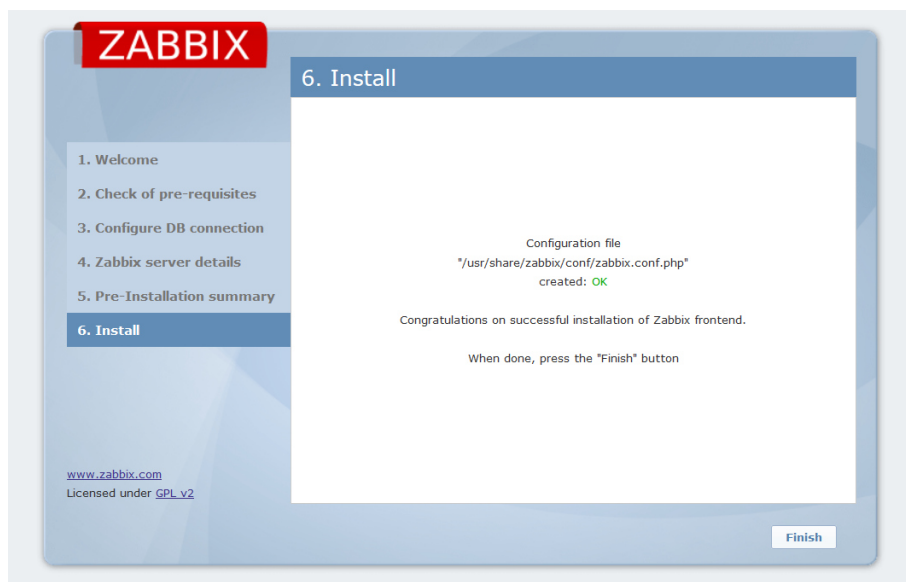 ZABBIX
6. Install
1. Welcome
2. Check of pre-requisites
3. Configure DB connection
4. Zabbix server details
5. Pre-Installation summary
6. Install
Configuration file
"/usr/share/zabbix/conf/zabbix.conf.php"
created: OK
Congratulations on successful installation of Zabbix frontend.
When done, press the "Finish" button
www.zabbix.com
Licensed under GPL v2
Finish